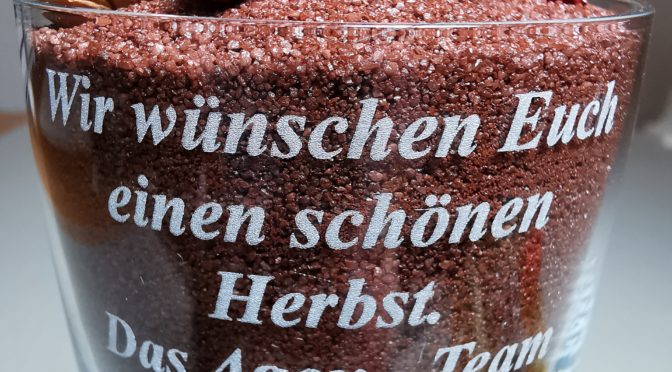 Wir wünschen Euch
einen schönen
Herbst.
Das Team